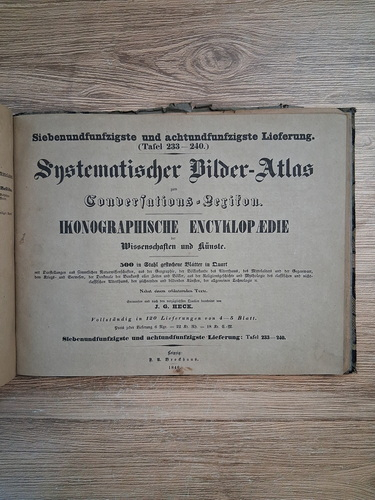 Siebenundfunfzigste und achtundfunfzigste Lieferung.
(Tafel 233—240.)
Systematischer Bilder-Atlas
zum
Conversations-Lexikon.
IKONOGRAPHISCHE ENCYKLOPÆDIE
der
Wissenschaften und Künste.
500 in Stahl gestochene Blätter in Quart
Nebst einem erläuternden Texte.
J. G. HECK.
Vollständig in 120 Lieferungen von 4—5 Blatt.
Siebenundfunfzigste und achtundfunfzigste Lieferung: Tafel 233—240.
Leipzig:
F. A. Brockhaus.